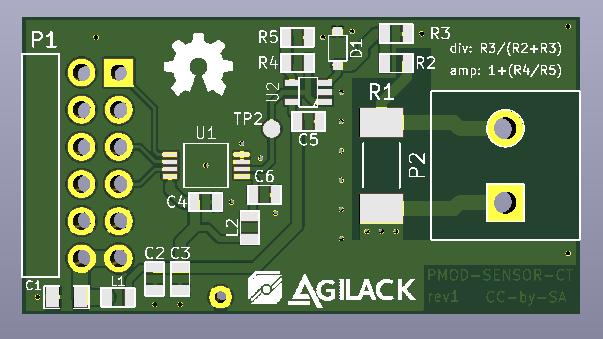 P1
R5
D1
R3
div: R3/(R2+R3)
R4
R2
amp: 1+(R4/R5)
U2
R1
TP2
U1
C5
P2
C6
C4
L2
C2 C3
L1
C1
AGILACK
PMOD-SENSOR-CT
rev1 CC-by-SA